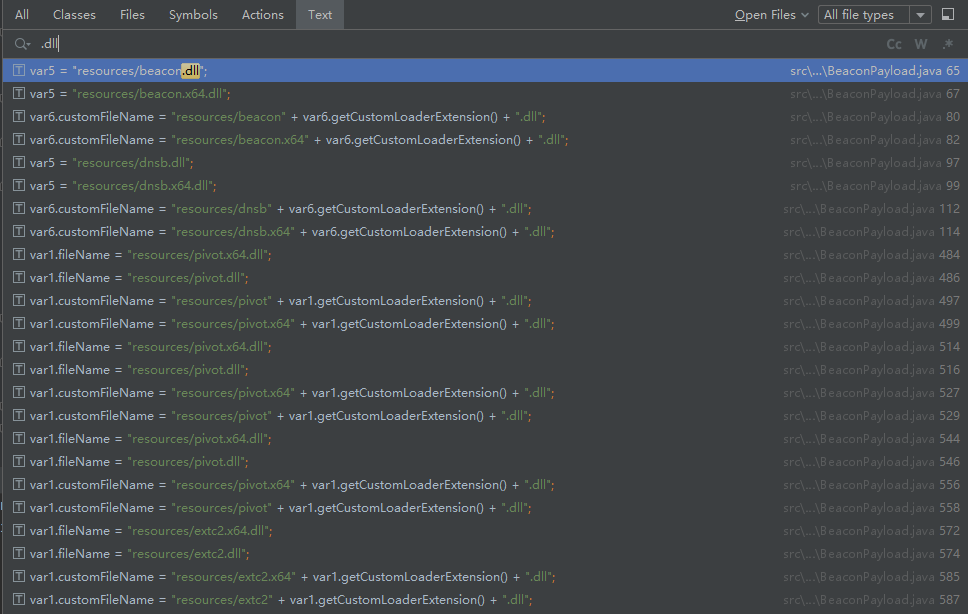 All Classes Files Symbols Actions Text Open Files All file types
.dll Cc W .*
var5 = "resources/beacon.dll"; src\...\BeaconPayload.java 65
var5 = "resources/beacon.x64.dll"; src\...\BeaconPayload.java 67
var6.customFileName = "resources/beacon" + var6.getCustomLoaderExtension() + ".dll"; src\...\BeaconPayload.java 80
var6.customFileName = "resources/beacon.x64" + var6.getCustomLoaderExtension() + ".dll"; src\...\BeaconPayload.java 82
var5 = "resources/dnsb.dll"; src\...\BeaconPayload.java 97
var5 = "resources/dnsb.x64.dll"; src\...\BeaconPayload.java 99
var6.customFileName = "resources/dnsb" + var6.getCustomLoaderExtension() + ".dll"; src\...\BeaconPayload.java 112
var6.customFileName = "resources/dnsb.x64" + var6.getCustomLoaderExtension() + ".dll"; src\...\BeaconPayload.java 114
var1.fileName = "resources/pivot.x64.dll"; src\...\BeaconPayload.java 484
var1.fileName = "resources/pivot.dll"; src\...\BeaconPayload.java 486
var1.customFileName = "resources/pivot" + var1.getCustomLoaderExtension() + ".dll"; src\...\BeaconPayload.java 497
var1.customFileName = "resources/pivot.x64" + var1.getCustomLoaderExtension() + ".dll"; src\...\BeaconPayload.java 499
var1.fileName = "resources/pivot.x64.dll"; src\...\BeaconPayload.java 514
var1.fileName = "resources/pivot.dll"; src\...\BeaconPayload.java 516
var1.customFileName = "resources/pivot.x64" + var1.getCustomLoaderExtension() + ".dll"; src\...\BeaconPayload.java 527
var1.customFileName = "resources/pivot" + var1.getCustomLoaderExtension() + ".dll"; src\...\BeaconPayload.java 529
var1.fileName = "resources/pivot.x64.dll"; src\...\BeaconPayload.java 544
var1.fileName = "resources/pivot.dll"; src\...\BeaconPayload.java 546
var1.customFileName = "resources/pivot.x64" + var1.getCustomLoaderExtension() + ".dll"; src\...\BeaconPayload.java 556
var1.customFileName = "resources/pivot" + var1.getCustomLoaderExtension() + ".dll"; src\...\BeaconPayload.java 558
var1.fileName = "resources/extc2.x64.dll"; src\...\BeaconPayload.java 572
var1.fileName = "resources/extc2.dll"; src\...\BeaconPayload.java 574
var1.customFileName = "resources/extc2.x64" + var1.getCustomLoaderExtension() + ".dll"; src\...\BeaconPayload.java 585
var1.customFileName = "resources/extc2" + var1.getCustomLoaderExtension() + ".dll"; src\...\BeaconPayload.java 587